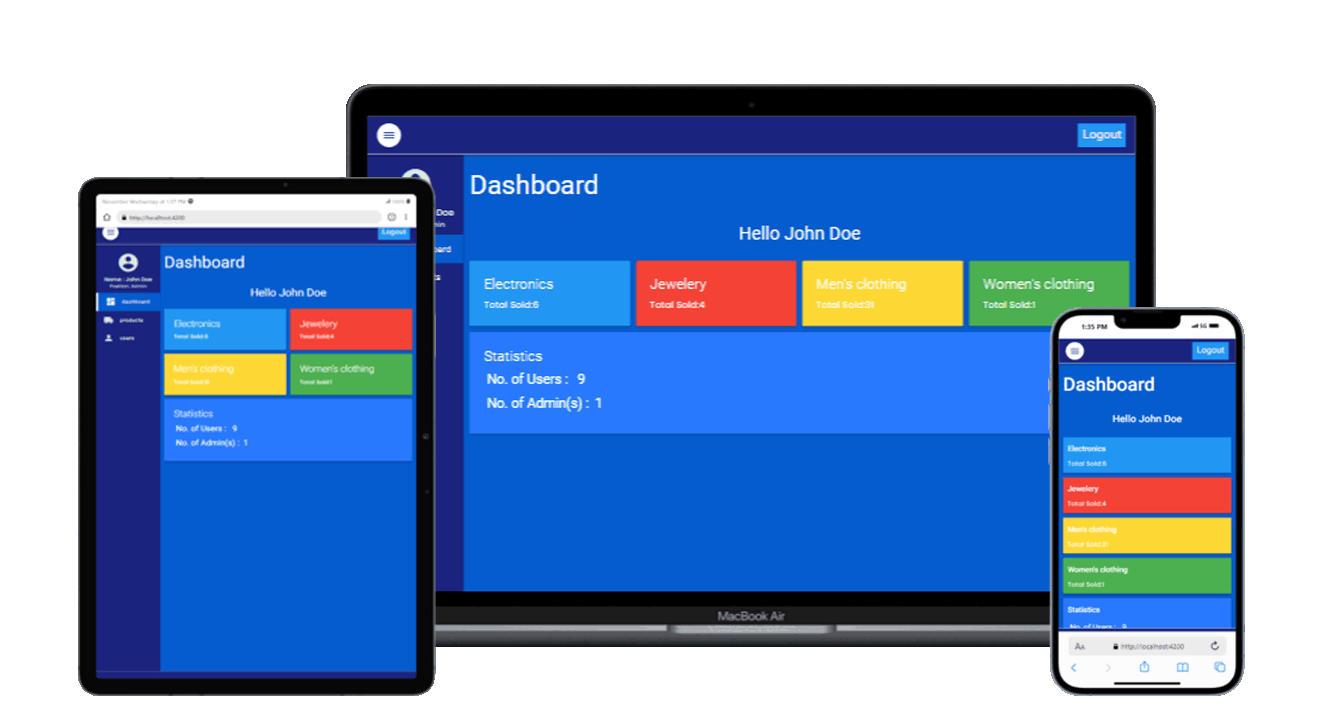 Logout
Dashboard
Doe
Hello John Doe
Electronics
Total Sold:6
Jewelery
Total Sold:4
Men's clothing
Total Sold:31
Women's clothing
Total Sold:1
Statistics
No. of Users : 9
No. of Admin(s) : 1
MacBook Air
November Wednesday at 1:07 PM
100%
http://localhost:4200
Logout
Name : John Doe
Position: Admin
dashboard
products
users
Dashboard
Hello John Doe
Electronics
Total Sold:6
Jewelery
Total Sold:4
Men's clothing
Total Sold:31
Women's clothing
Total Sold:1
Statistics
No. of Users : 9
No. of Admin(s) : 1
1:35 PM
5G
Logout
Dashboard
Hello John Doe
Electronics
Total Sold:6
Jewelery
Total Sold:4
Men's clothing
Total Sold:31
Women's clothing
Total Sold:1
Statistics
No. of Users : 9
AA
http://localhost:4200